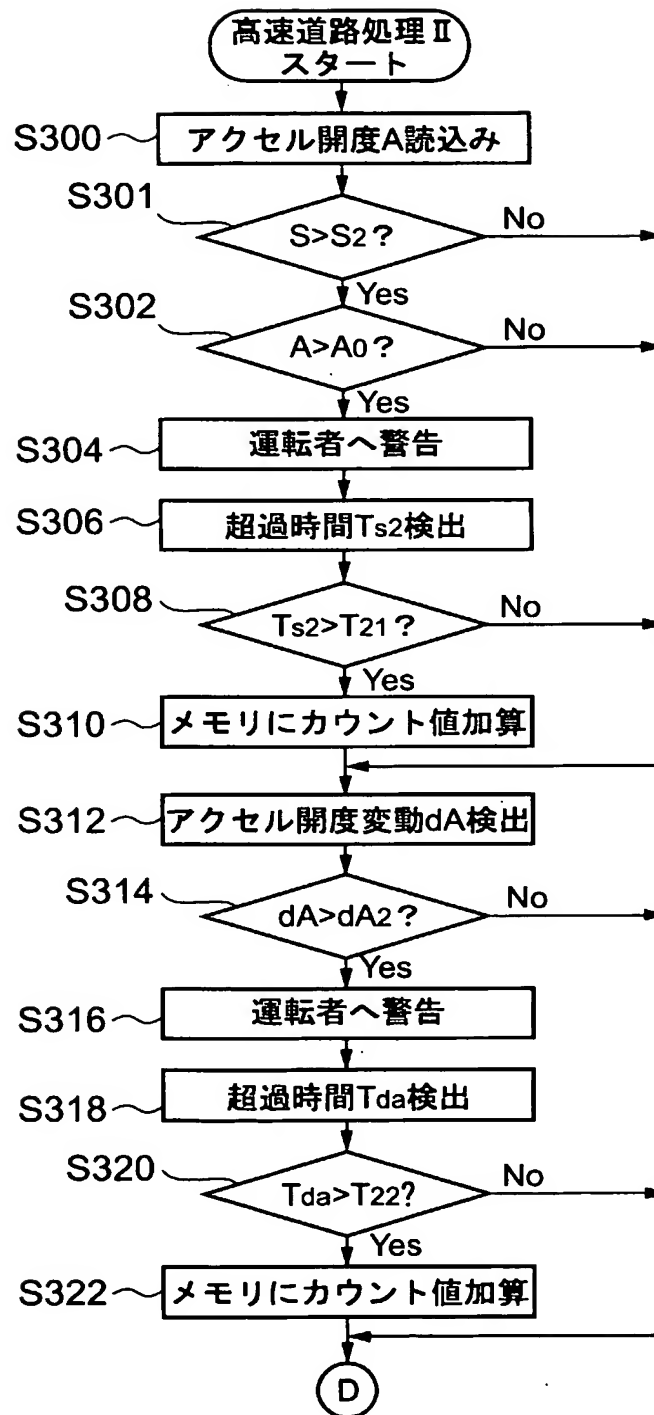 高速道路処理Ⅱ
スタート
S300
アクセル開度A読込み
S301
S>S2?
No
Yes
S302
A>A0?
No
Yes
S304
運転者へ警告
S306
超過時間Ts2検出
S308
Ts2>T21?
No
Yes
S310
メモリにカウント値加算
S312
アクセル開度変動dA検出
S314
dA>dA2?
No
Yes
S316
運転者へ警告
S318
超過時間Tda検出
S320
Tda>T22?
No
Yes
S322
メモリにカウント値加算
D